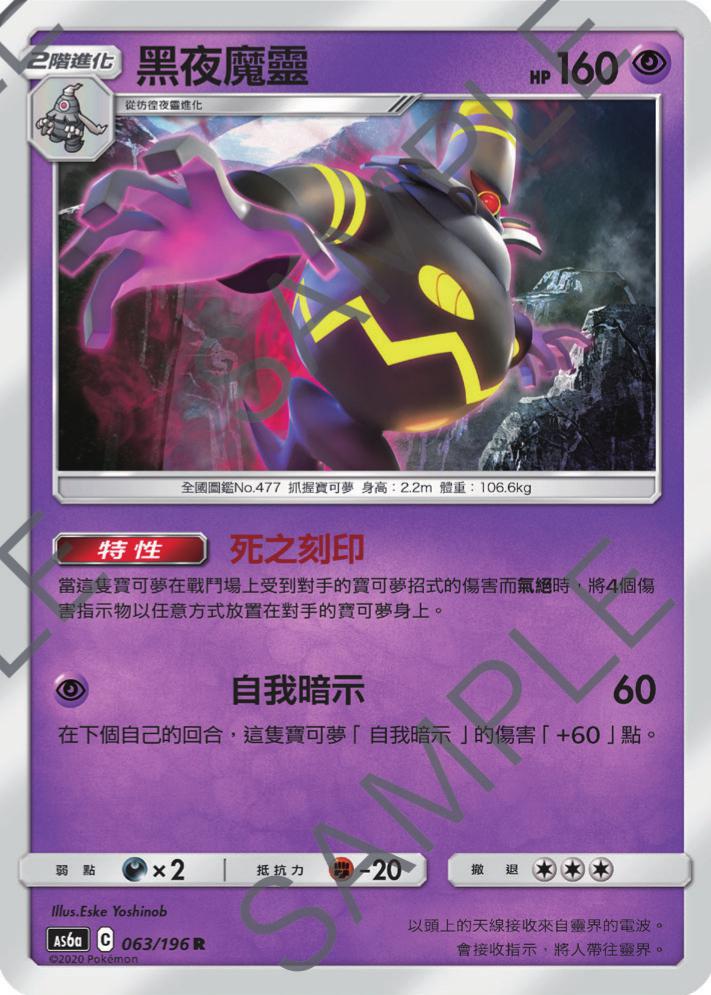 2階進化 黑夜魔靈 HP 160
從彷徨夜靈進化
全國圖鑑No.477 抓握寶可夢 身高：2.2m 體重：106.6kg
特性 死之刻印
當這隻寶可夢在戰鬥場上受到對手的寶可夢招式的傷害而氣絕時，將4個傷
害指示物以任意方式放置在對手的寶可夢身上。
自我暗示 60
在下個自己的回合，這隻寶可夢「自我暗示」的傷害「+60」點。
弱點 ×2 抵抗力 -20 撤退
Illus.Eske Yoshinob
以頭上的天線接收來自靈界的電波。
AS6a C 063/196 R
會接收指示，將人帶往靈界。
©2020 Pokémon
SAMPLE
SAMPLE
SAMPLE